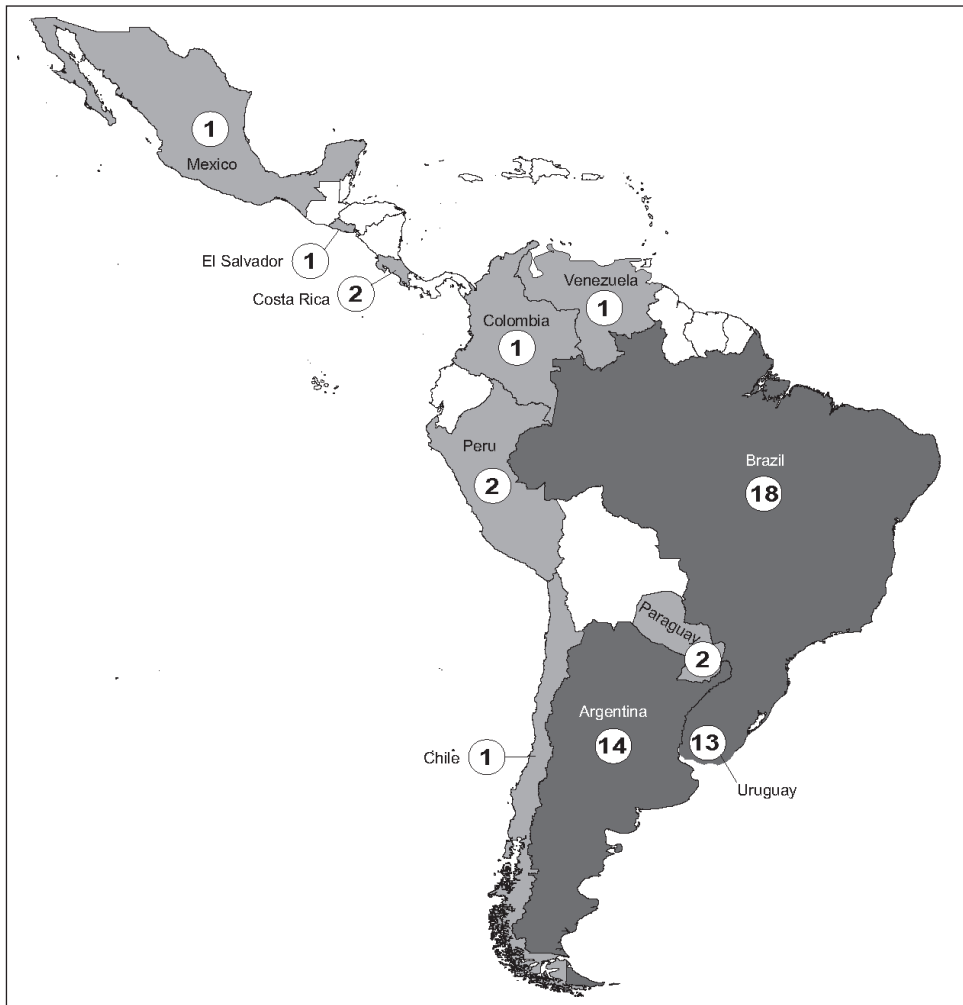 1
Mexico
El Salvador 1
Costa Rica 2
Venezuela
1
Colombia
1
Peru
2
Brazil
18
Paraguay
2
Argentina
14
13
Uruguay
Chile 1